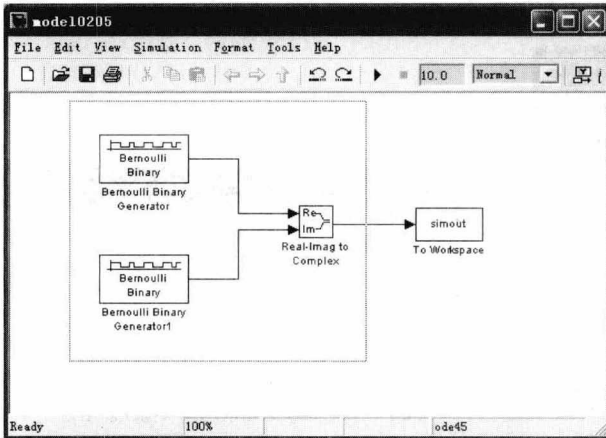 model0205
File Edit View Simulation Format Tools Help
10.0 Normal
Bernoulli
Binary
Bernoulli Binary
Generator
Re
Im
Real-Imag to
Complex
simout
To Workspace
Bernoulli
Binary
Bernoulli Binary
Generator1
Ready 100% ode45